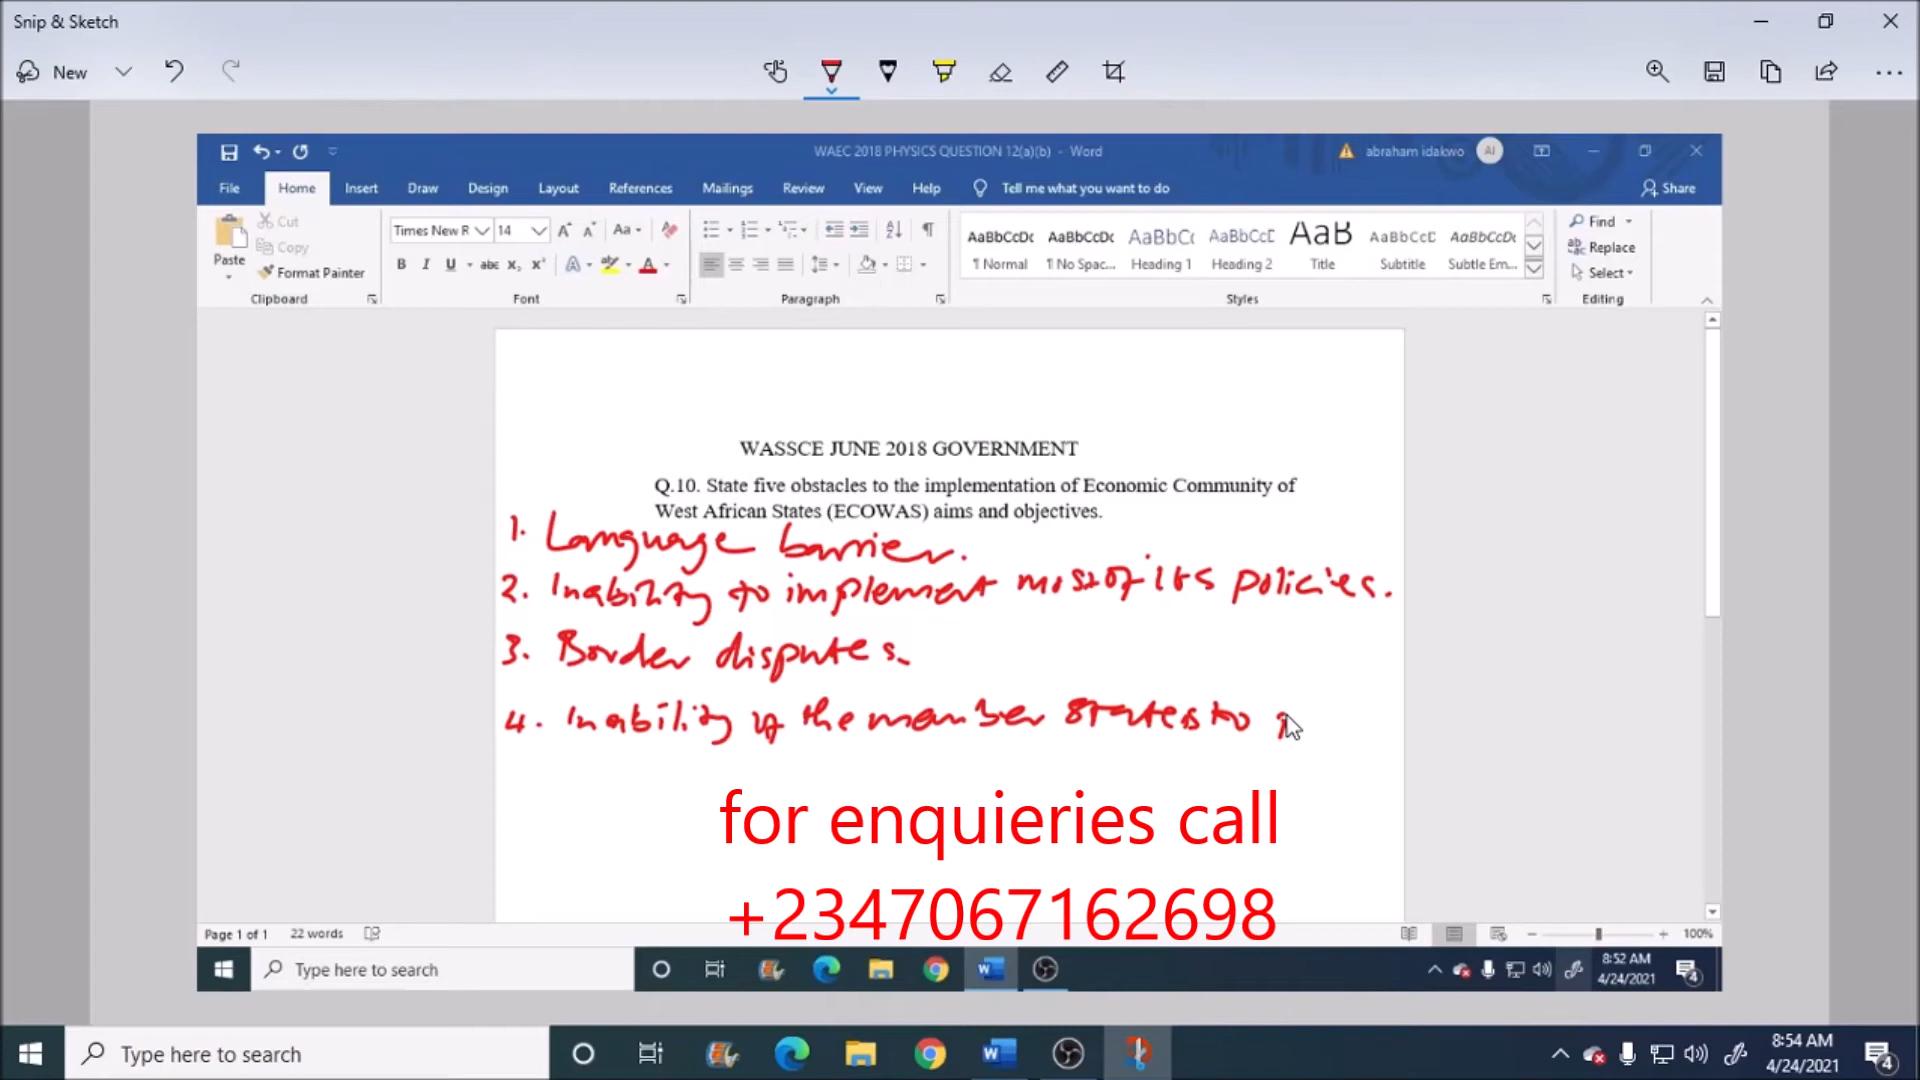 Snip & Sketch
New
WAEC 2018 PHYSICS QUESTION 12(a)(b) - Word
abraham idakwo
AI
File Home Insert Draw Design Layout References Mailings Review View Help Tell me what you want to do
Share
Paste
Cut
Copy
Format Painter
Clipboard
Times New R 14
Font
Paragraph
AaBbCcDc AaBbCcDc AaBbCc AaBbCcE AaB AaBbCcE AaBbCcDc
¶ Normal ¶ No Spac... Heading 1 Heading 2 Title Subtitle Subtle Em...
Styles
Find
Replace
Select
Editing
WASSCE JUNE 2018 GOVERNMENT
Q.10. State five obstacles to the implementation of Economic Community of
West African States (ECOWAS) aims and objectives.
1. Language barrier.
2. Inability to implement most of its policies.
3. Border disputes.
4. Inability of the member states to
for enquieries call
+2347067162698
Page 1 of 1 22 words
100%
Type here to search
8:52 AM
4/24/2021
4
Type here to search
8:54 AM
4/24/2021
4